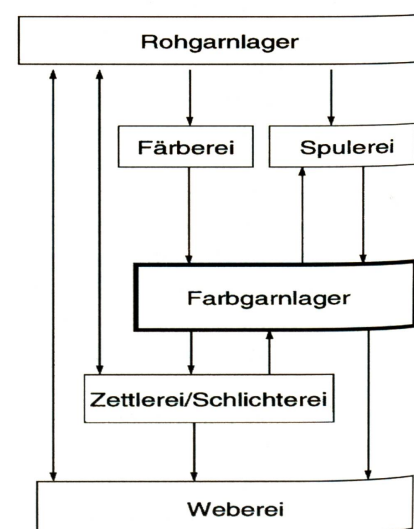 Rohgarnlager
Färberei
Spulerei
Farbgarnlager
Zettlerei/Schlichterei
Weberei